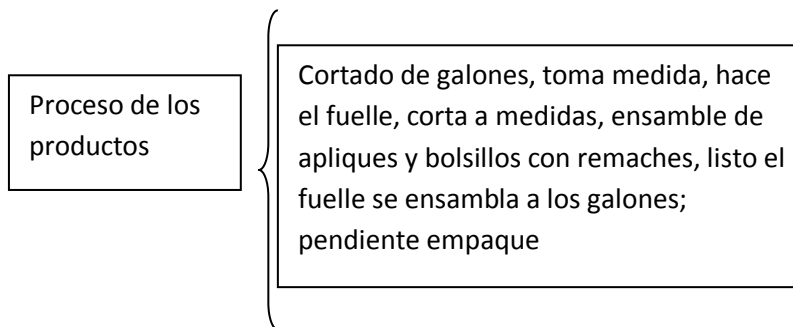 Proceso de los
productos
Cortado de galones, toma medida, hace
el fuelle, corta a medidas, ensamble de
apliques y bolsillos con remaches, listo el
fuelle se ensambla a los galones;
pendiente empaque